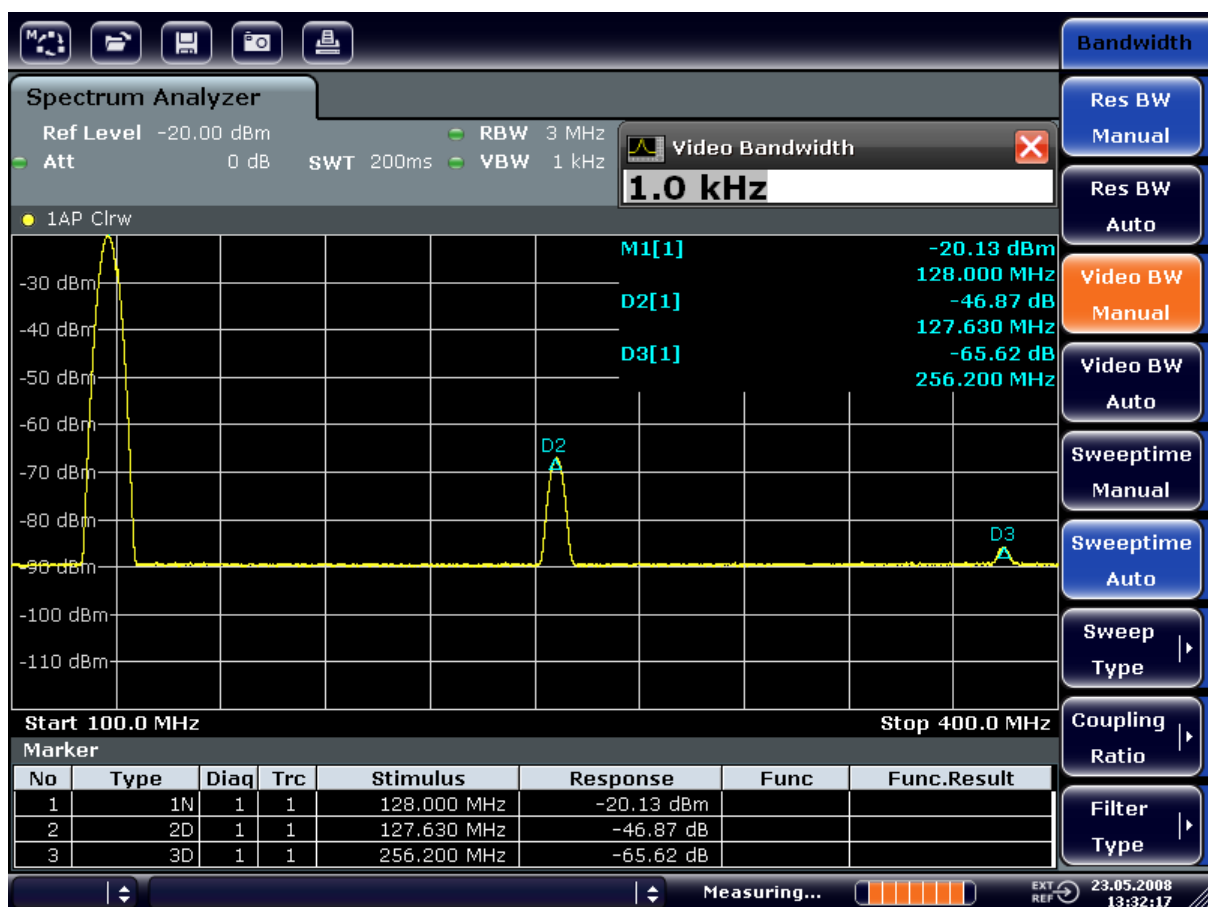 Bandwidth
Spectrum Analyzer
Ref Level -20.00 dBm RBW 3 MHz
Att 0 dB SWT 200ms VBW 1 kHz
Video Bandwidth
1.0 kHz
1AP Clrw
M1[1] -20.13 dBm
128.000 MHz
D2[1] -46.87 dB
127.630 MHz
D3[1] -65.62 dB
256.200 MHz
-30 dBm
-40 dBm
-50 dBm
-60 dBm
-70 dBm
-80 dBm
-90 dBm
-100 dBm
-110 dBm
D2
D3
Start 100.0 MHz Stop 400.0 MHz
Marker
No Type Diaq Trc Stimulus Response Func Func.Result
1 1N 1 1 128.000 MHz -20.13 dBm
2 2D 1 1 127.630 MHz -46.87 dB
3 3D 1 1 256.200 MHz -65.62 dB
Measuring...
EXT
REF
23.05.2008
13:32:17
Res BW
Manual
Res BW
Auto
Video BW
Manual
Video BW
Auto
Sweeptime
Manual
Sweeptime
Auto
Sweep
Type
Coupling
Ratio
Filter
Type